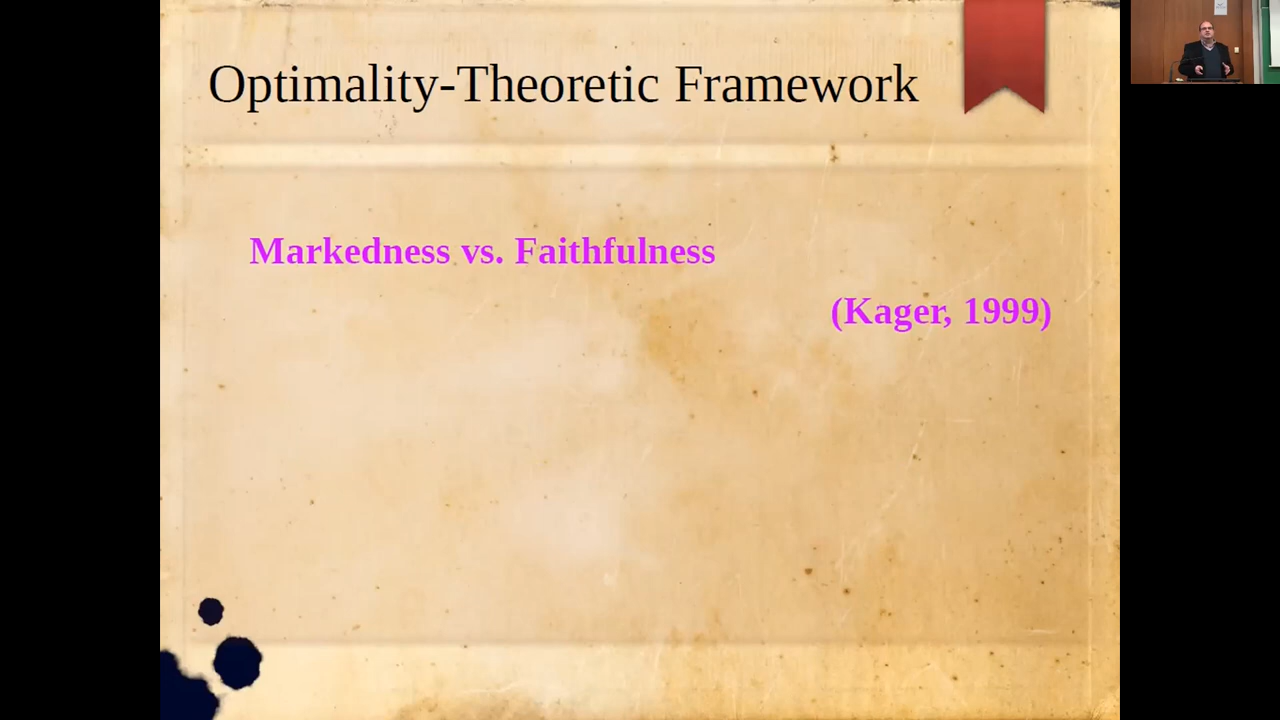 Optimality-Theoretic Framework
Markedness vs. Faithfulness
(Kager, 1999)